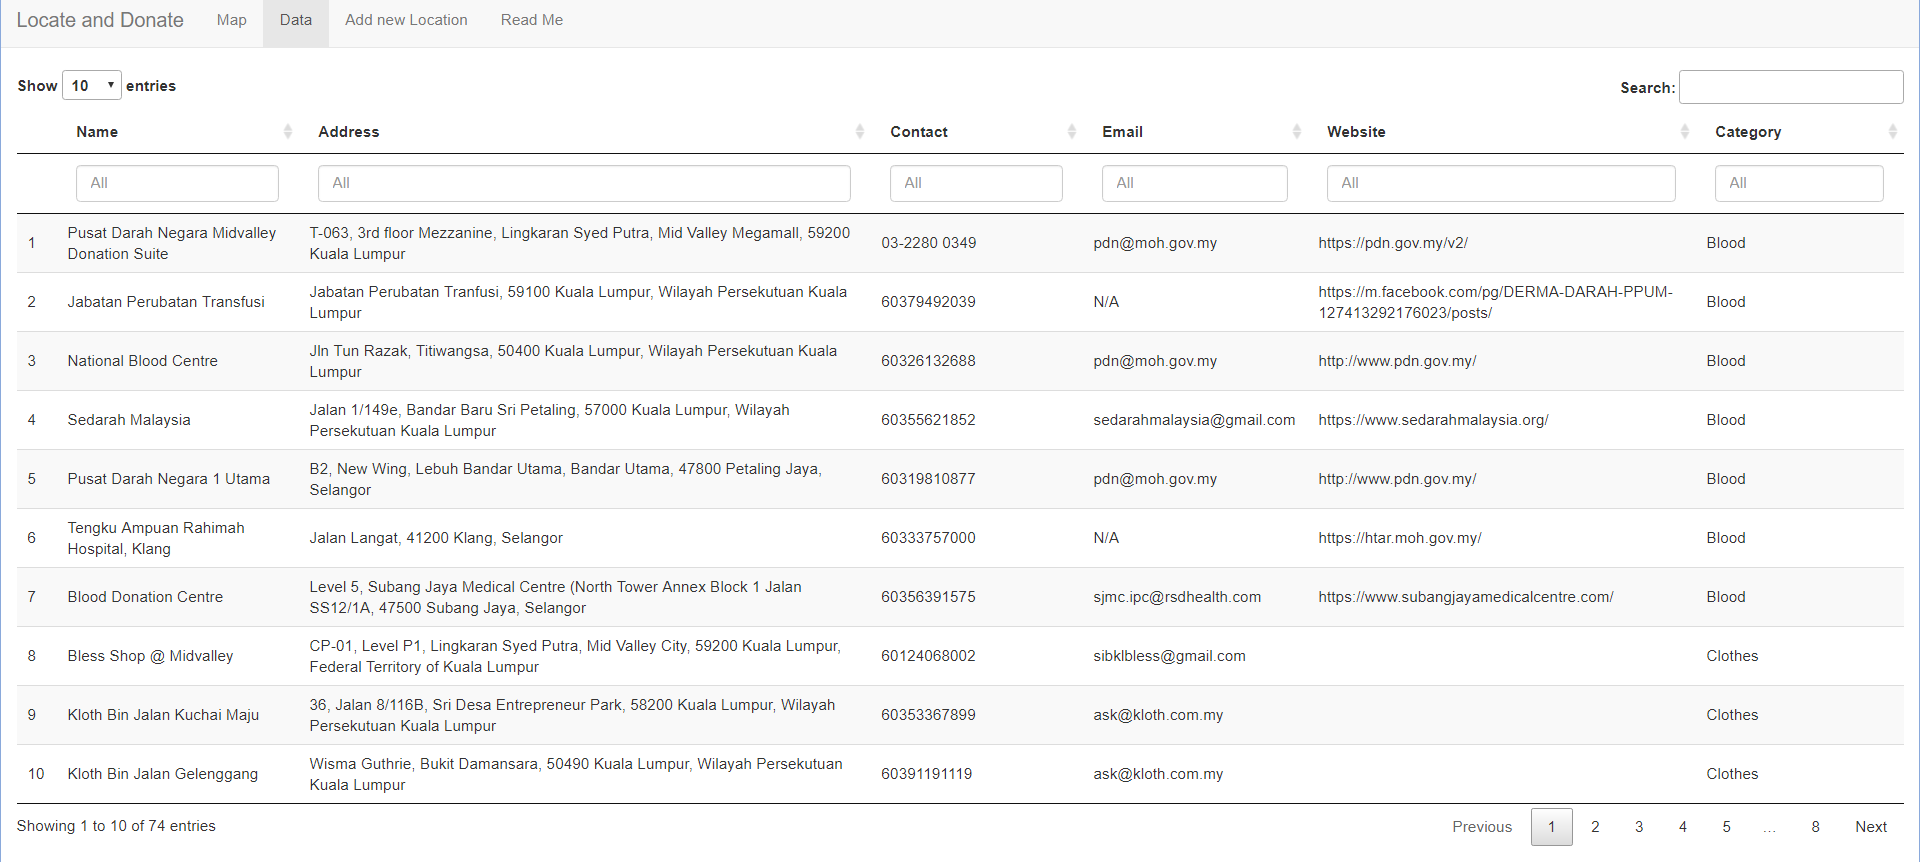 Locate and Donate Map Data Add new Location Read Me
Show 10 entries Search:
Name Address Contact Email Website Category
All All All All All All
1 Pusat Darah Negara Midvalley Donation Suite T-063, 3rd floor Mezzanine, Lingkaran Syed Putra, Mid Valley Megamall, 59200 Kuala Lumpur 03-2280 0349 pdn@moh.gov.my https://pdn.gov.my/v2/ Blood
2 Jabatan Perubatan Transfusi Jabatan Perubatan Tranfusi, 59100 Kuala Lumpur, Wilayah Persekutuan Kuala Lumpur 60379492039 N/A https://m.facebook.com/pg/DERMA-DARAH-PPUM-127413292176023/posts/ Blood
3 National Blood Centre Jln Tun Razak, Titiwangsa, 50400 Kuala Lumpur, Wilayah Persekutuan Kuala Lumpur 60326132688 pdn@moh.gov.my http://www.pdn.gov.my/ Blood
4 Sedarah Malaysia Jalan 1/149e, Bandar Baru Sri Petaling, 57000 Kuala Lumpur, Wilayah Persekutuan Kuala Lumpur 60355621852 sedarahmalaysia@gmail.com https://www.sedarahmalaysia.org/ Blood
5 Pusat Darah Negara 1 Utama B2, New Wing, Lebuh Bandar Utama, Bandar Utama, 47800 Petaling Jaya, Selangor 60319810877 pdn@moh.gov.my http://www.pdn.gov.my/ Blood
6 Tengku Ampuan Rahimah Hospital, Klang Jalan Langat, 41200 Klang, Selangor 60333757000 N/A https://htar.moh.gov.my/ Blood
7 Blood Donation Centre Level 5, Subang Jaya Medical Centre (North Tower Annex Block 1 Jalan SS12/1A, 47500 Subang Jaya, Selangor 60356391575 sjmc.ipc@rsdhealth.com https://www.subangjayamedicalcentre.com/ Blood
8 Bless Shop @ Midvalley CP-01, Level P1, Lingkaran Syed Putra, Mid Valley City, 59200 Kuala Lumpur, Federal Territory of Kuala Lumpur 60124068002 sibklbless@gmail.com Clothes
9 Kloth Bin Jalan Kuchai Maju 36, Jalan 8/116B, Sri Desa Entrepreneur Park, 58200 Kuala Lumpur, Wilayah Persekutuan Kuala Lumpur 60353367899 ask@kloth.com.my Clothes
10 Kloth Bin Jalan Gelenggang Wisma Guthrie, Bukit Damansara, 50490 Kuala Lumpur, Wilayah Persekutuan Kuala Lumpur 60391191119 ask@kloth.com.my Clothes
Showing 1 to 10 of 74 entries Previous 1 2 3 4 5 … 8 Next